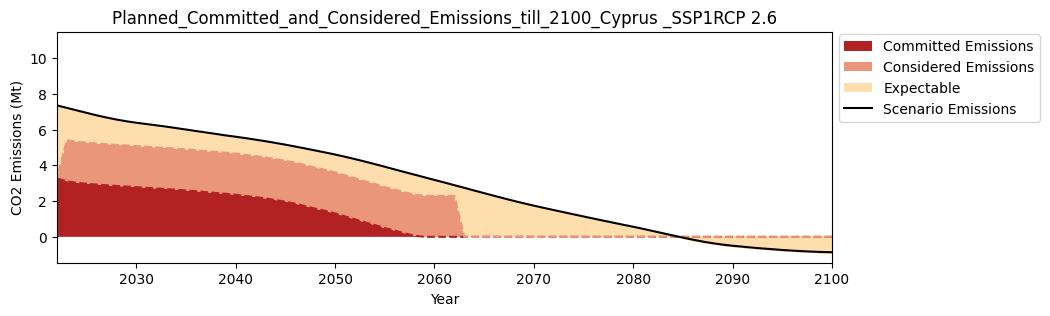 Planned_Committed_and_Considered_Emissions_till_2100_Cyprus _SSP1RCP 2.6
CO2 Emissions (Mt)
10
8
6
4
2
0
2030
2040
2050
2060
2070
2080
2090
2100
Year
Committed Emissions
Considered Emissions
Expectable
Scenario Emissions